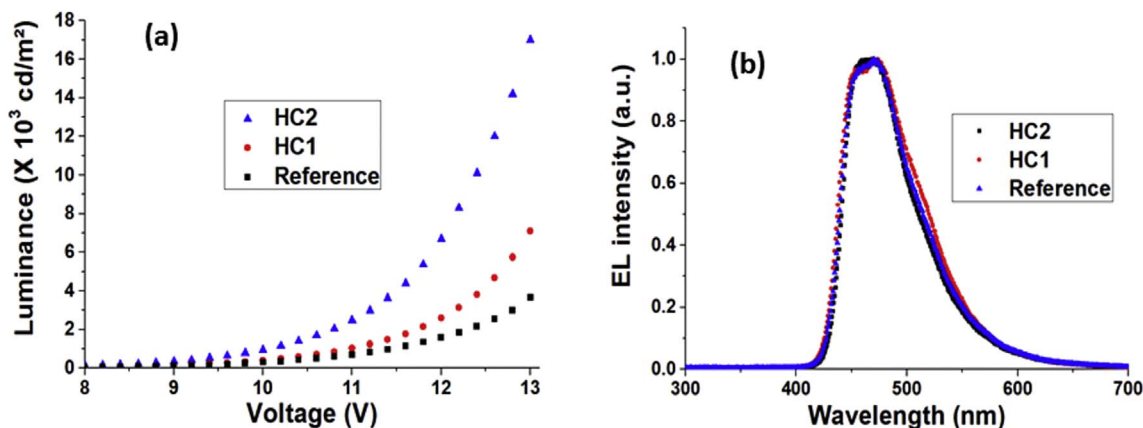 (a)
Luminance (X 10³ cd/m²)
18
16
14
12
10
8
6
4
2
0
HC2
HC1
Reference
8 9 10 11 12 13
Voltage (V)
(b)
EL intensity (a.u.)
1.0
0.8
0.6
0.4
0.2
0.0
HC2
HC1
Reference
300 400 500 600 700
Wavelength (nm)